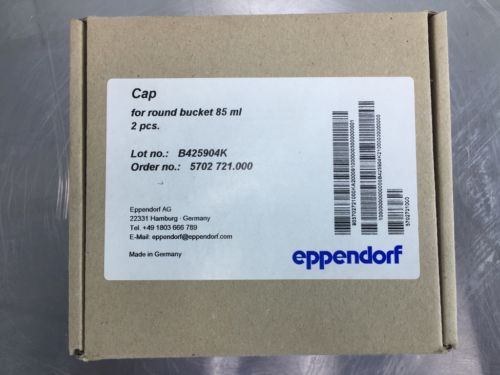 Cap
for round bucket 85 ml
2 pcs.
Lot no.: B425904K
Order no.: 5702 721.000
Eppendorf AG
22331 Hamburg · Germany
Tel. +49 1803 666 789
E-Mail: eppendorf@eppendorf.com
Made in Germany
eppendorf
5702721000